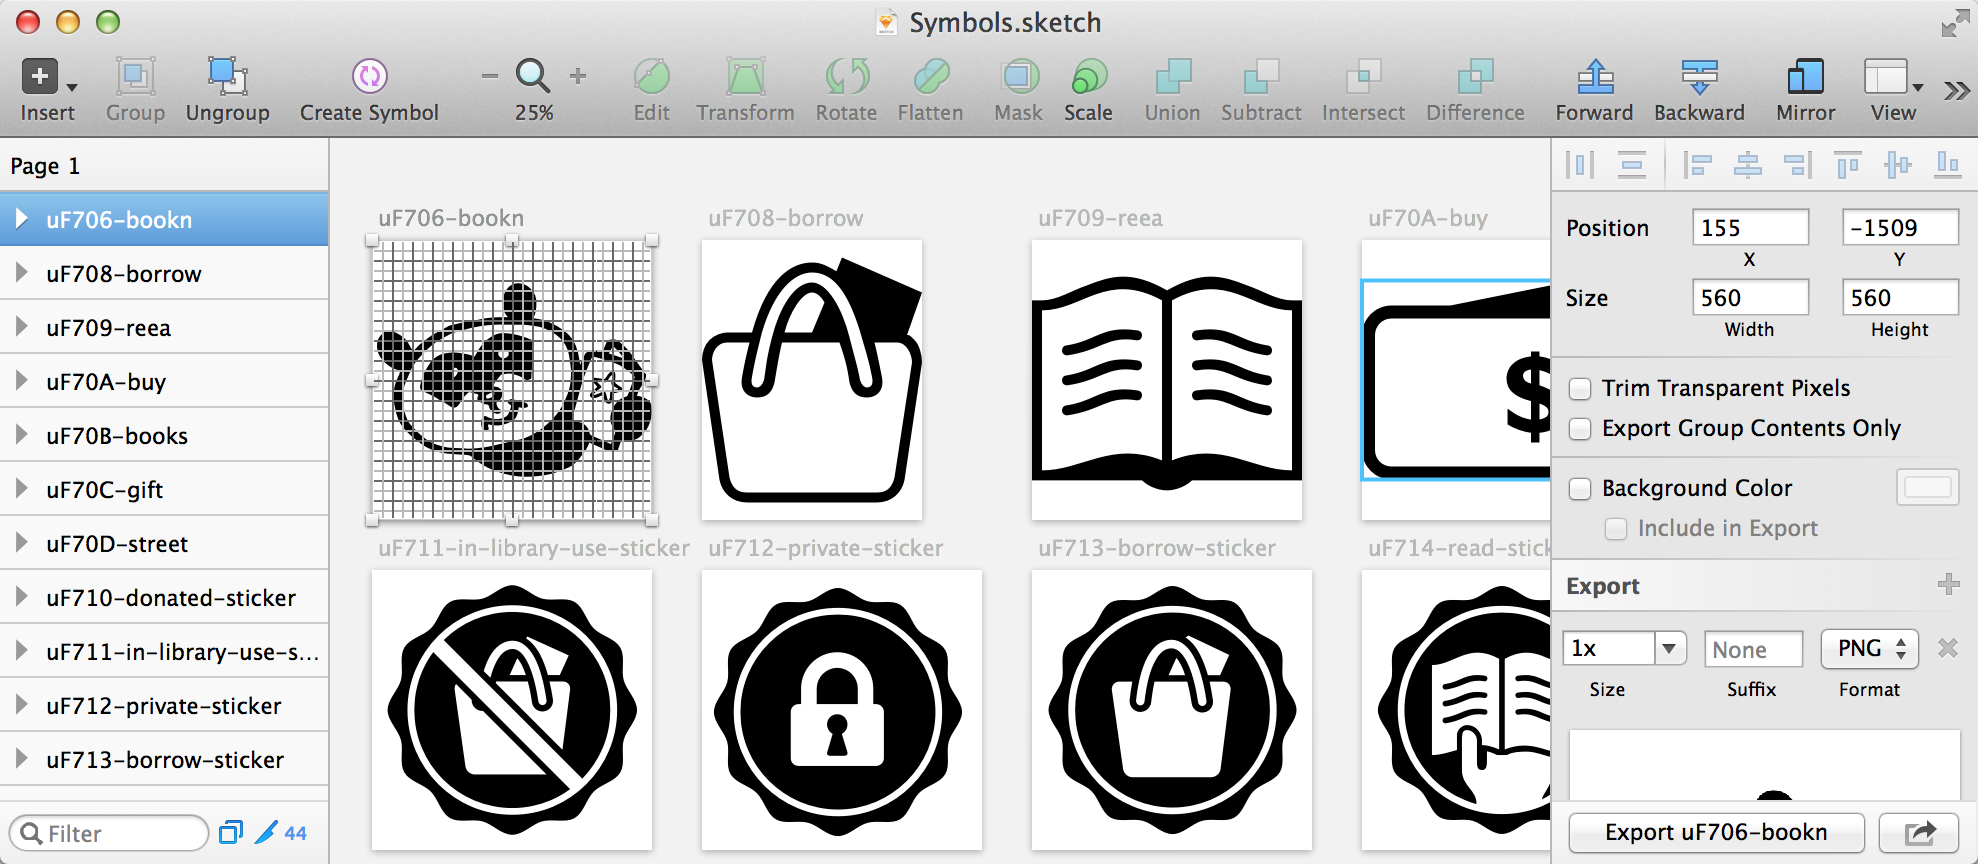 Symbols.sketch
Insert
Group
Ungroup
Create Symbol
25%
Edit
Transform
Rotate
Flatten
Mask
Scale
Union
Subtract
Intersect
Difference
Forward
Backward
Mirror
View
Page 1
uF706-bookn
uF708-borrow
uF709-reea
uF70A-buy
uF70B-books
uF70C-gift
uF70D-street
uF710-donated-sticker
uF711-in-library-use-s...
uF712-private-sticker
uF713-borrow-sticker
Filter
44
uF706-bookn
uF708-borrow
uF709-reea
uF70A-buy
$
uF711-in-library-use-sticker
uF712-private-sticker
uF713-borrow-sticker
uF714-read-stick
Position
155
-1509
X
Y
Size
560
560
Width
Height
Trim Transparent Pixels
Export Group Contents Only
Background Color
Include in Export
Export
1x
None
PNG
Size
Suffix
Format
Export uF706-bookn